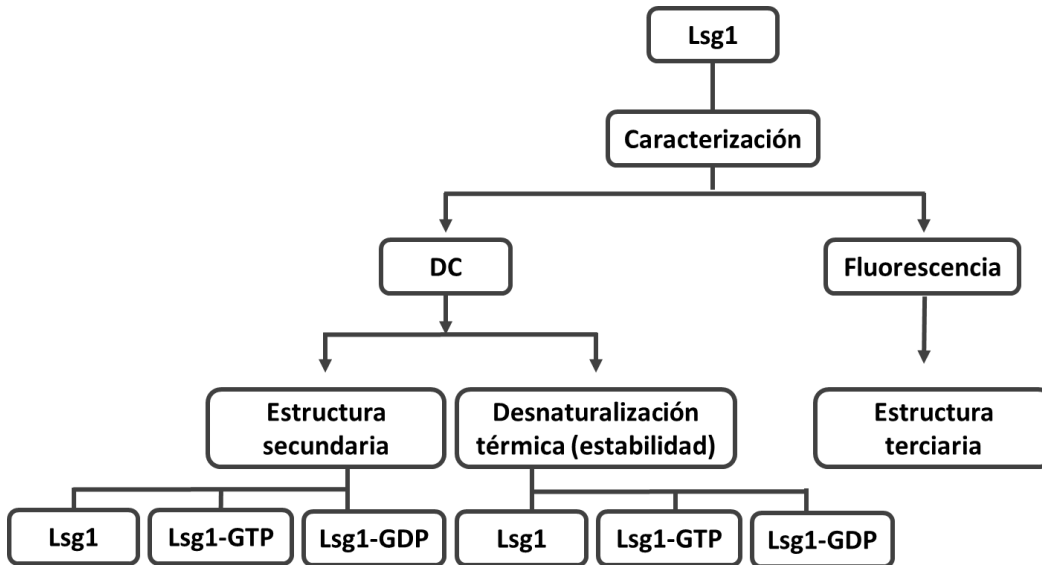 Lsg1
Caracterización
DC
Fluorescencia
Estructura
secundaria
Desnaturalización
térmica (estabilidad)
Estructura
terciaria
Lsg1
Lsg1-GTP
Lsg1-GDP
Lsg1
Lsg1-GTP
Lsg1-GDP